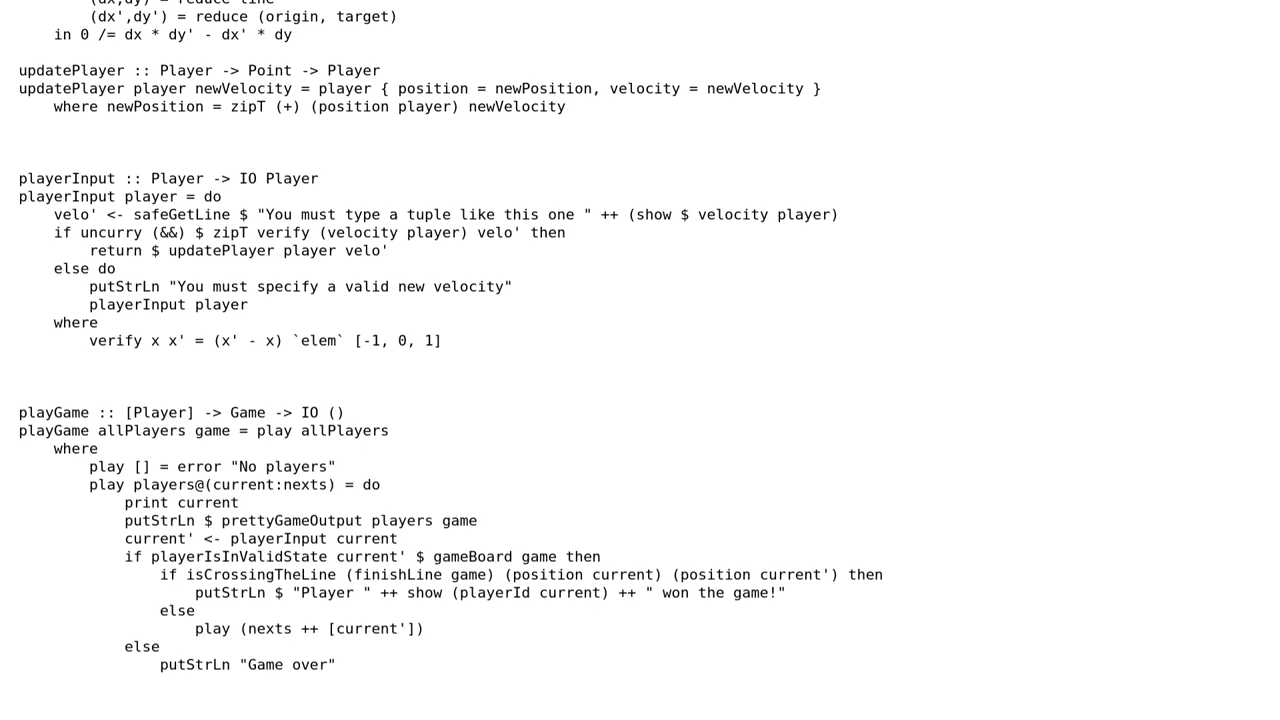 (dx,dy) = reduce line
(dx',dy') = reduce (origin, target)
in 0 /= dx * dy' - dx' * dy
updatePlayer :: Player -> Point -> Player
updatePlayer player newVelocity = player { position = newPosition, velocity = newVelocity }
where newPosition = zipT (+) (position player) newVelocity
playerInput :: Player -> IO Player
playerInput player = do
velo' <- safeGetLine $ "You must type a tuple like this one " ++ (show $ velocity player)
if uncurry (&&) $ zipT verify (velocity player) velo' then
return $ updatePlayer player velo'
else do
putStrLn "You must specify a valid new velocity"
playerInput player
where
verify x x' = (x' - x) `elem` [-1, 0, 1]
playGame :: [Player] -> Game -> IO ()
playGame allPlayers game = play allPlayers
where
play [] = error "No players"
play players@(current:nexts) = do
print current
putStrLn $ prettyGameOutput players game
current' <- playerInput current
if playerIsInValidState current' $ gameBoard game then
if isCrossingTheLine (finishLine game) (position current) (position current') then
putStrLn $ "Player " ++ show (playerId current) ++ " won the game!"
else
play (nexts ++ [current'])
else
putStrLn "Game over"